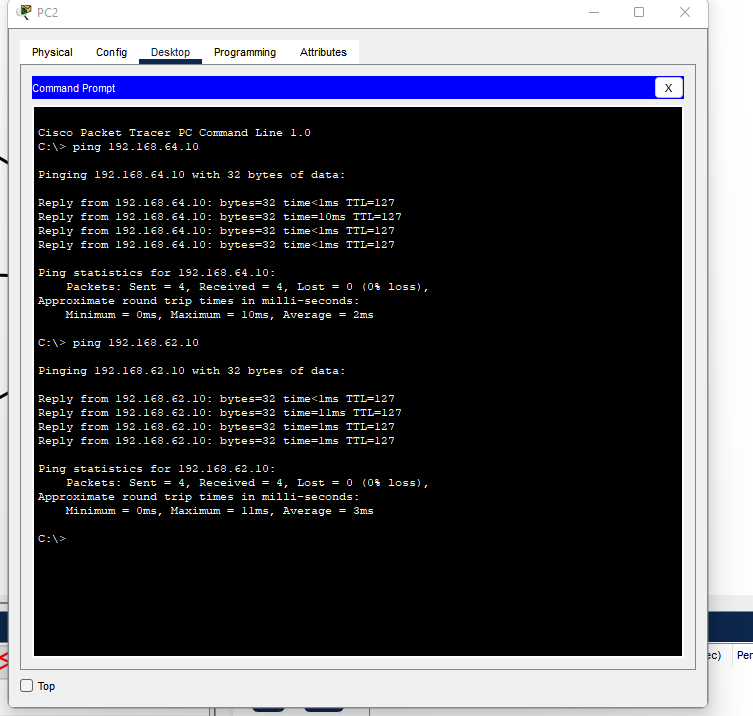 PC2
Physical Config Desktop Programming Attributes
Command Prompt
X
Cisco Packet Tracer PC Command Line 1.0
C:\> ping 192.168.64.10
Pinging 192.168.64.10 with 32 bytes of data:
Reply from 192.168.64.10: bytes=32 time<1ms TTL=127
Reply from 192.168.64.10: bytes=32 time=10ms TTL=127
Reply from 192.168.64.10: bytes=32 time<1ms TTL=127
Reply from 192.168.64.10: bytes=32 time<1ms TTL=127
Ping statistics for 192.168.64.10:
Packets: Sent = 4, Received = 4, Lost = 0 (0% loss),
Approximate round trip times in milli-seconds:
Minimum = 0ms, Maximum = 10ms, Average = 2ms
C:\> ping 192.168.62.10
Pinging 192.168.62.10 with 32 bytes of data:
Reply from 192.168.62.10: bytes=32 time<1ms TTL=127
Reply from 192.168.62.10: bytes=32 time=11ms TTL=127
Reply from 192.168.62.10: bytes=32 time=1ms TTL=127
Reply from 192.168.62.10: bytes=32 time=1ms TTL=127
Ping statistics for 192.168.62.10:
Packets: Sent = 4, Received = 4, Lost = 0 (0% loss),
Approximate round trip times in milli-seconds:
Minimum = 0ms, Maximum = 11ms, Average = 3ms
C:\>
Top